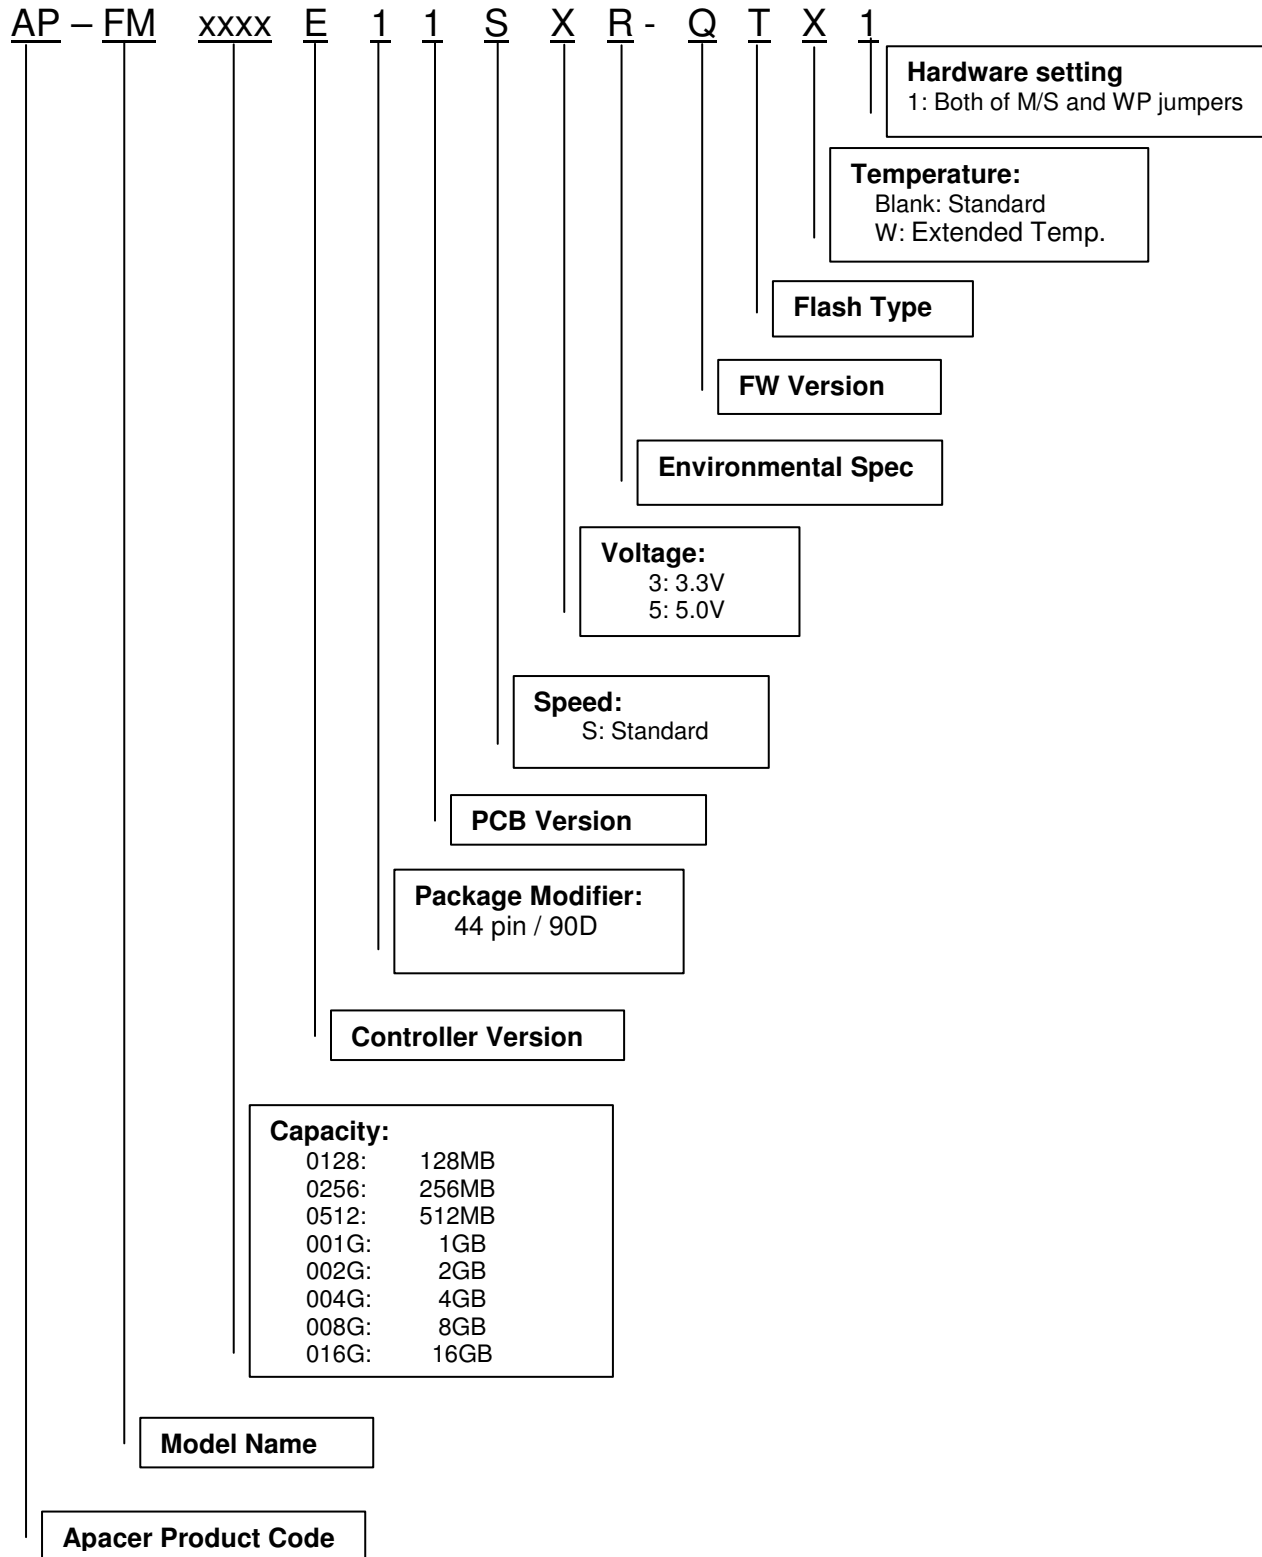 AP – FM xxxx E 1 1 S X R - Q T X 1
Hardware setting
1: Both of M/S and WP jumpers
Temperature:
Blank: Standard
W: Extended Temp.
Flash Type
FW Version
Environmental Spec
Voltage:
3: 3.3V
5: 5.0V
Speed:
S: Standard
PCB Version
Package Modifier:
44 pin / 90D
Controller Version
Capacity:
0128: 128MB
0256: 256MB
0512: 512MB
001G: 1GB
002G: 2GB
004G: 4GB
008G: 8GB
016G: 16GB
Model Name
Apacer Product Code